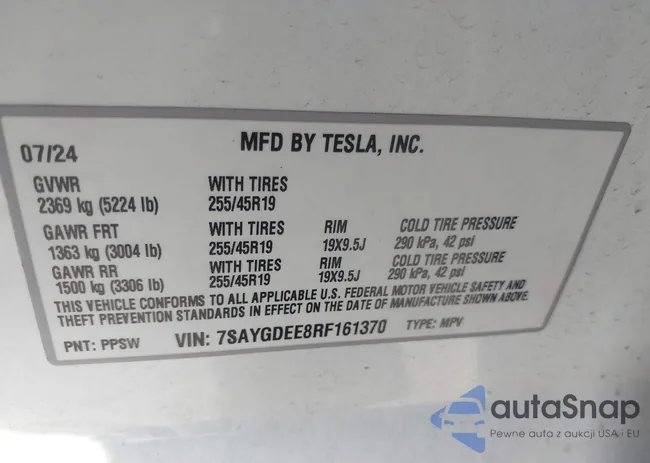 07/24 MFD BY TESLA, INC.
GVWR WITH TIRES
2369 kg (5224 lb) 255/45R19
GAWR FRT WITH TIRES RIM COLD TIRE PRESSURE
1363 kg (3004 lb) 255/45R19 19X9.5J 290 kPa, 42 psi
GAWR RR WITH TIRES RIM COLD TIRE PRESSURE
1500 kg (3306 lb) 255/45R19 19X9.5J 290 kPa, 42 psi
THIS VEHICLE CONFORMS TO ALL APPLICABLE U.S. FEDERAL MOTOR VEHICLE SAFETY AND
THEFT PREVENTION STANDARDS IN EFFECT ON THE DATE OF MANUFACTURE SHOWN ABOVE.
PNT: PPSW VIN: 7SAYGDEE8RF161370 TYPE: MPV
autoSnap
Pewne auta z aukcji USA i EU